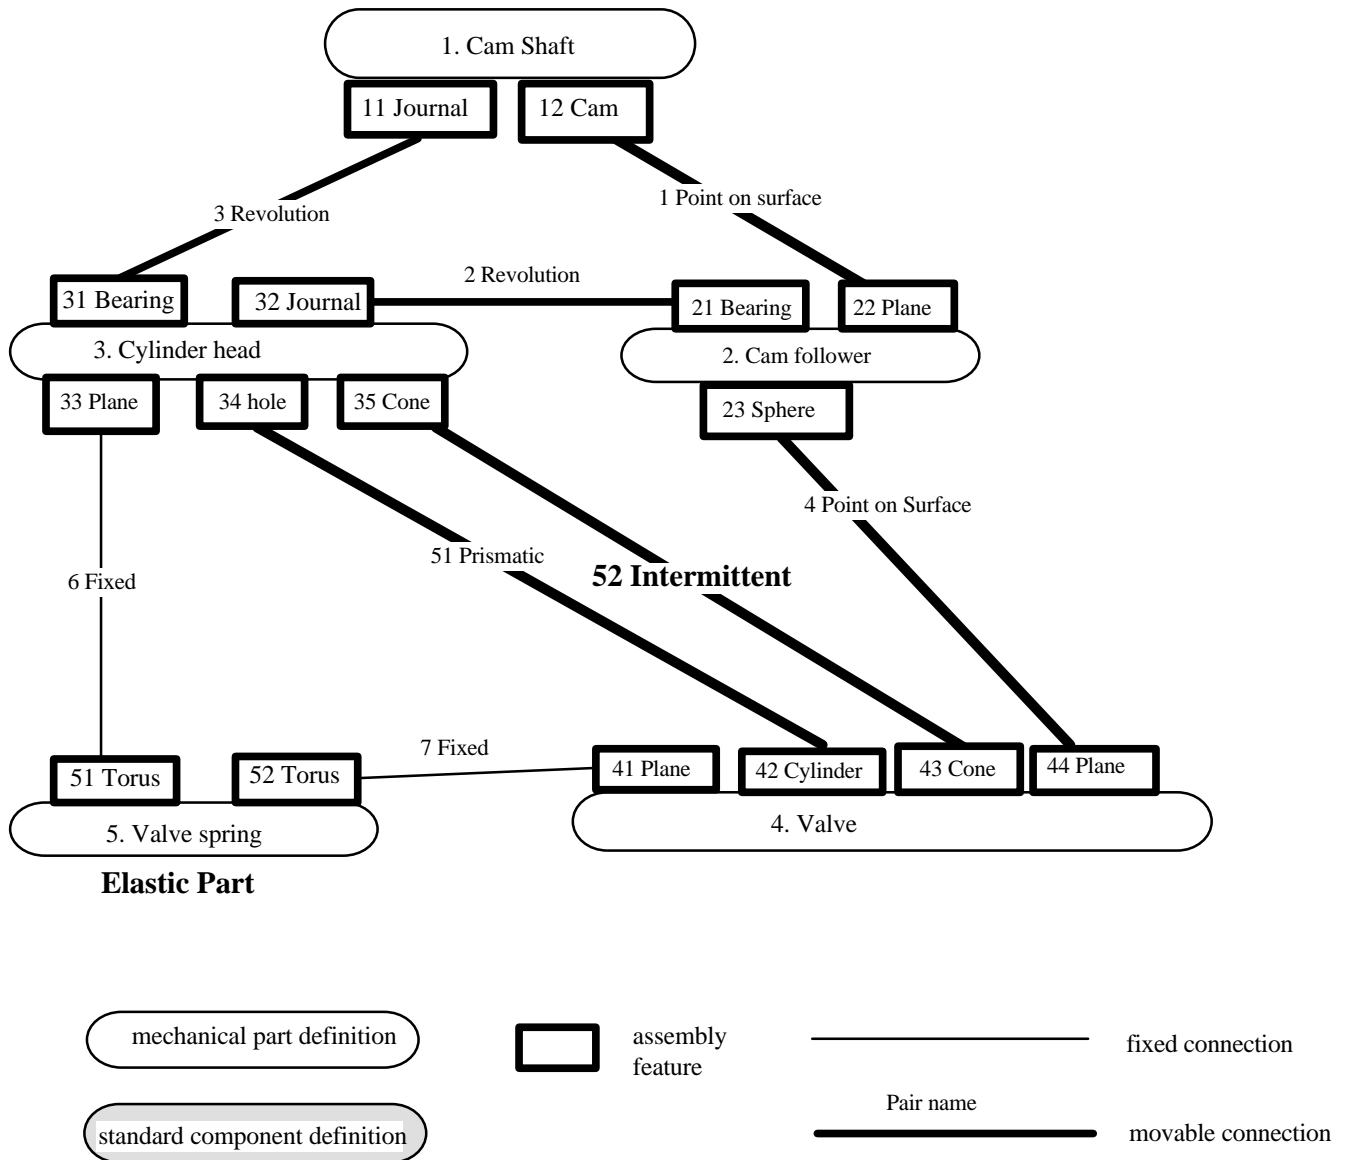 1. Cam Shaft
11 Journal
12 Cam
1 Point on surface
3 Revolution
2 Revolution
31 Bearing
32 Journal
21 Bearing
22 Plane
3. Cylinder head
2. Cam follower
33 Plane
34 hole
35 Cone
23 Sphere
4 Point on Surface
51 Prismatic
52 Intermittent
6 Fixed
7 Fixed
51 Torus
52 Torus
41 Plane
42 Cylinder
43 Cone
44 Plane
5. Valve spring
4. Valve
Elastic Part
mechanical part definition
assembly
feature
fixed connection
Pair name
standard component definition
movable connection